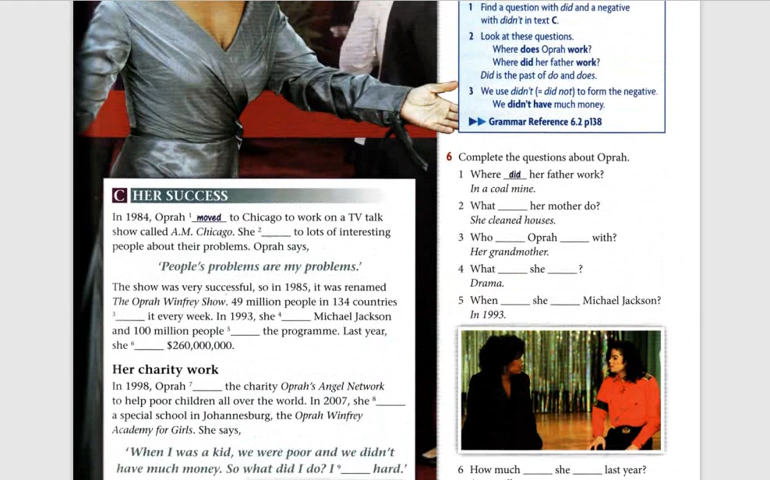 1 Find a question with did and a negative
with didn't in text C.
2 Look at these questions.
Where does Oprah work?
Where did her father work?
Did is the past of do and does.
3 We use didn't (= did not) to form the negative.
We didn't have much money.
▶▶ Grammar Reference 6.2 p138
C HER SUCCESS
In 1984, Oprah ¹ moved to Chicago to work on a TV talk
show called A.M. Chicago. She ²_____ to lots of interesting
people about their problems. Oprah says,
'People's problems are my problems.'
The show was very successful, so in 1985, it was renamed
The Oprah Winfrey Show. 49 million people in 134 countries
³_____ it every week. In 1993, she ⁴_____ Michael Jackson
and 100 million people ⁵_____ the programme. Last year,
she ⁶_____ $260,000,000.
Her charity work
In 1998, Oprah ⁷_____ the charity Oprah's Angel Network
to help poor children all over the world. In 2007, she ⁸_____
a special school in Johannesburg, the Oprah Winfrey
Academy for Girls. She says,
'When I was a kid, we were poor and we didn't
have much money. So what did I do? I ⁹_____ hard.'
6 Complete the questions about Oprah.
1 Where did her father work?
In a coal mine.
2 What _____ her mother do?
She cleaned houses.
3 Who _____ Oprah _____ with?
Her grandmother.
4 What _____ she _____?
Drama.
5 When _____ she _____ Michael Jackson?
In 1993.
6 How much _____ she _____ last year?